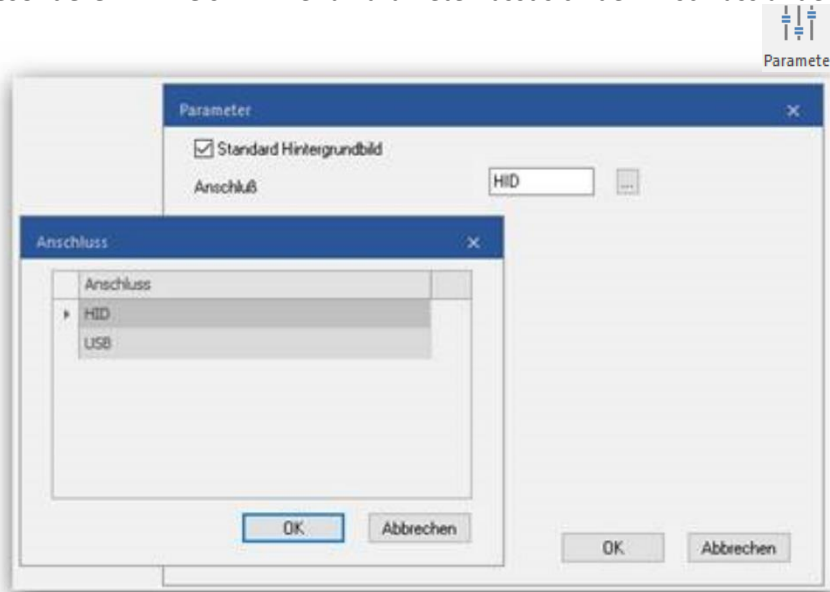 Paramete
Parameter
Standard Hintergrundbild
Anschluß HID ...
Anschluss
Anschluss
HID
USB
OK Abbrechen
OK Abbrechen